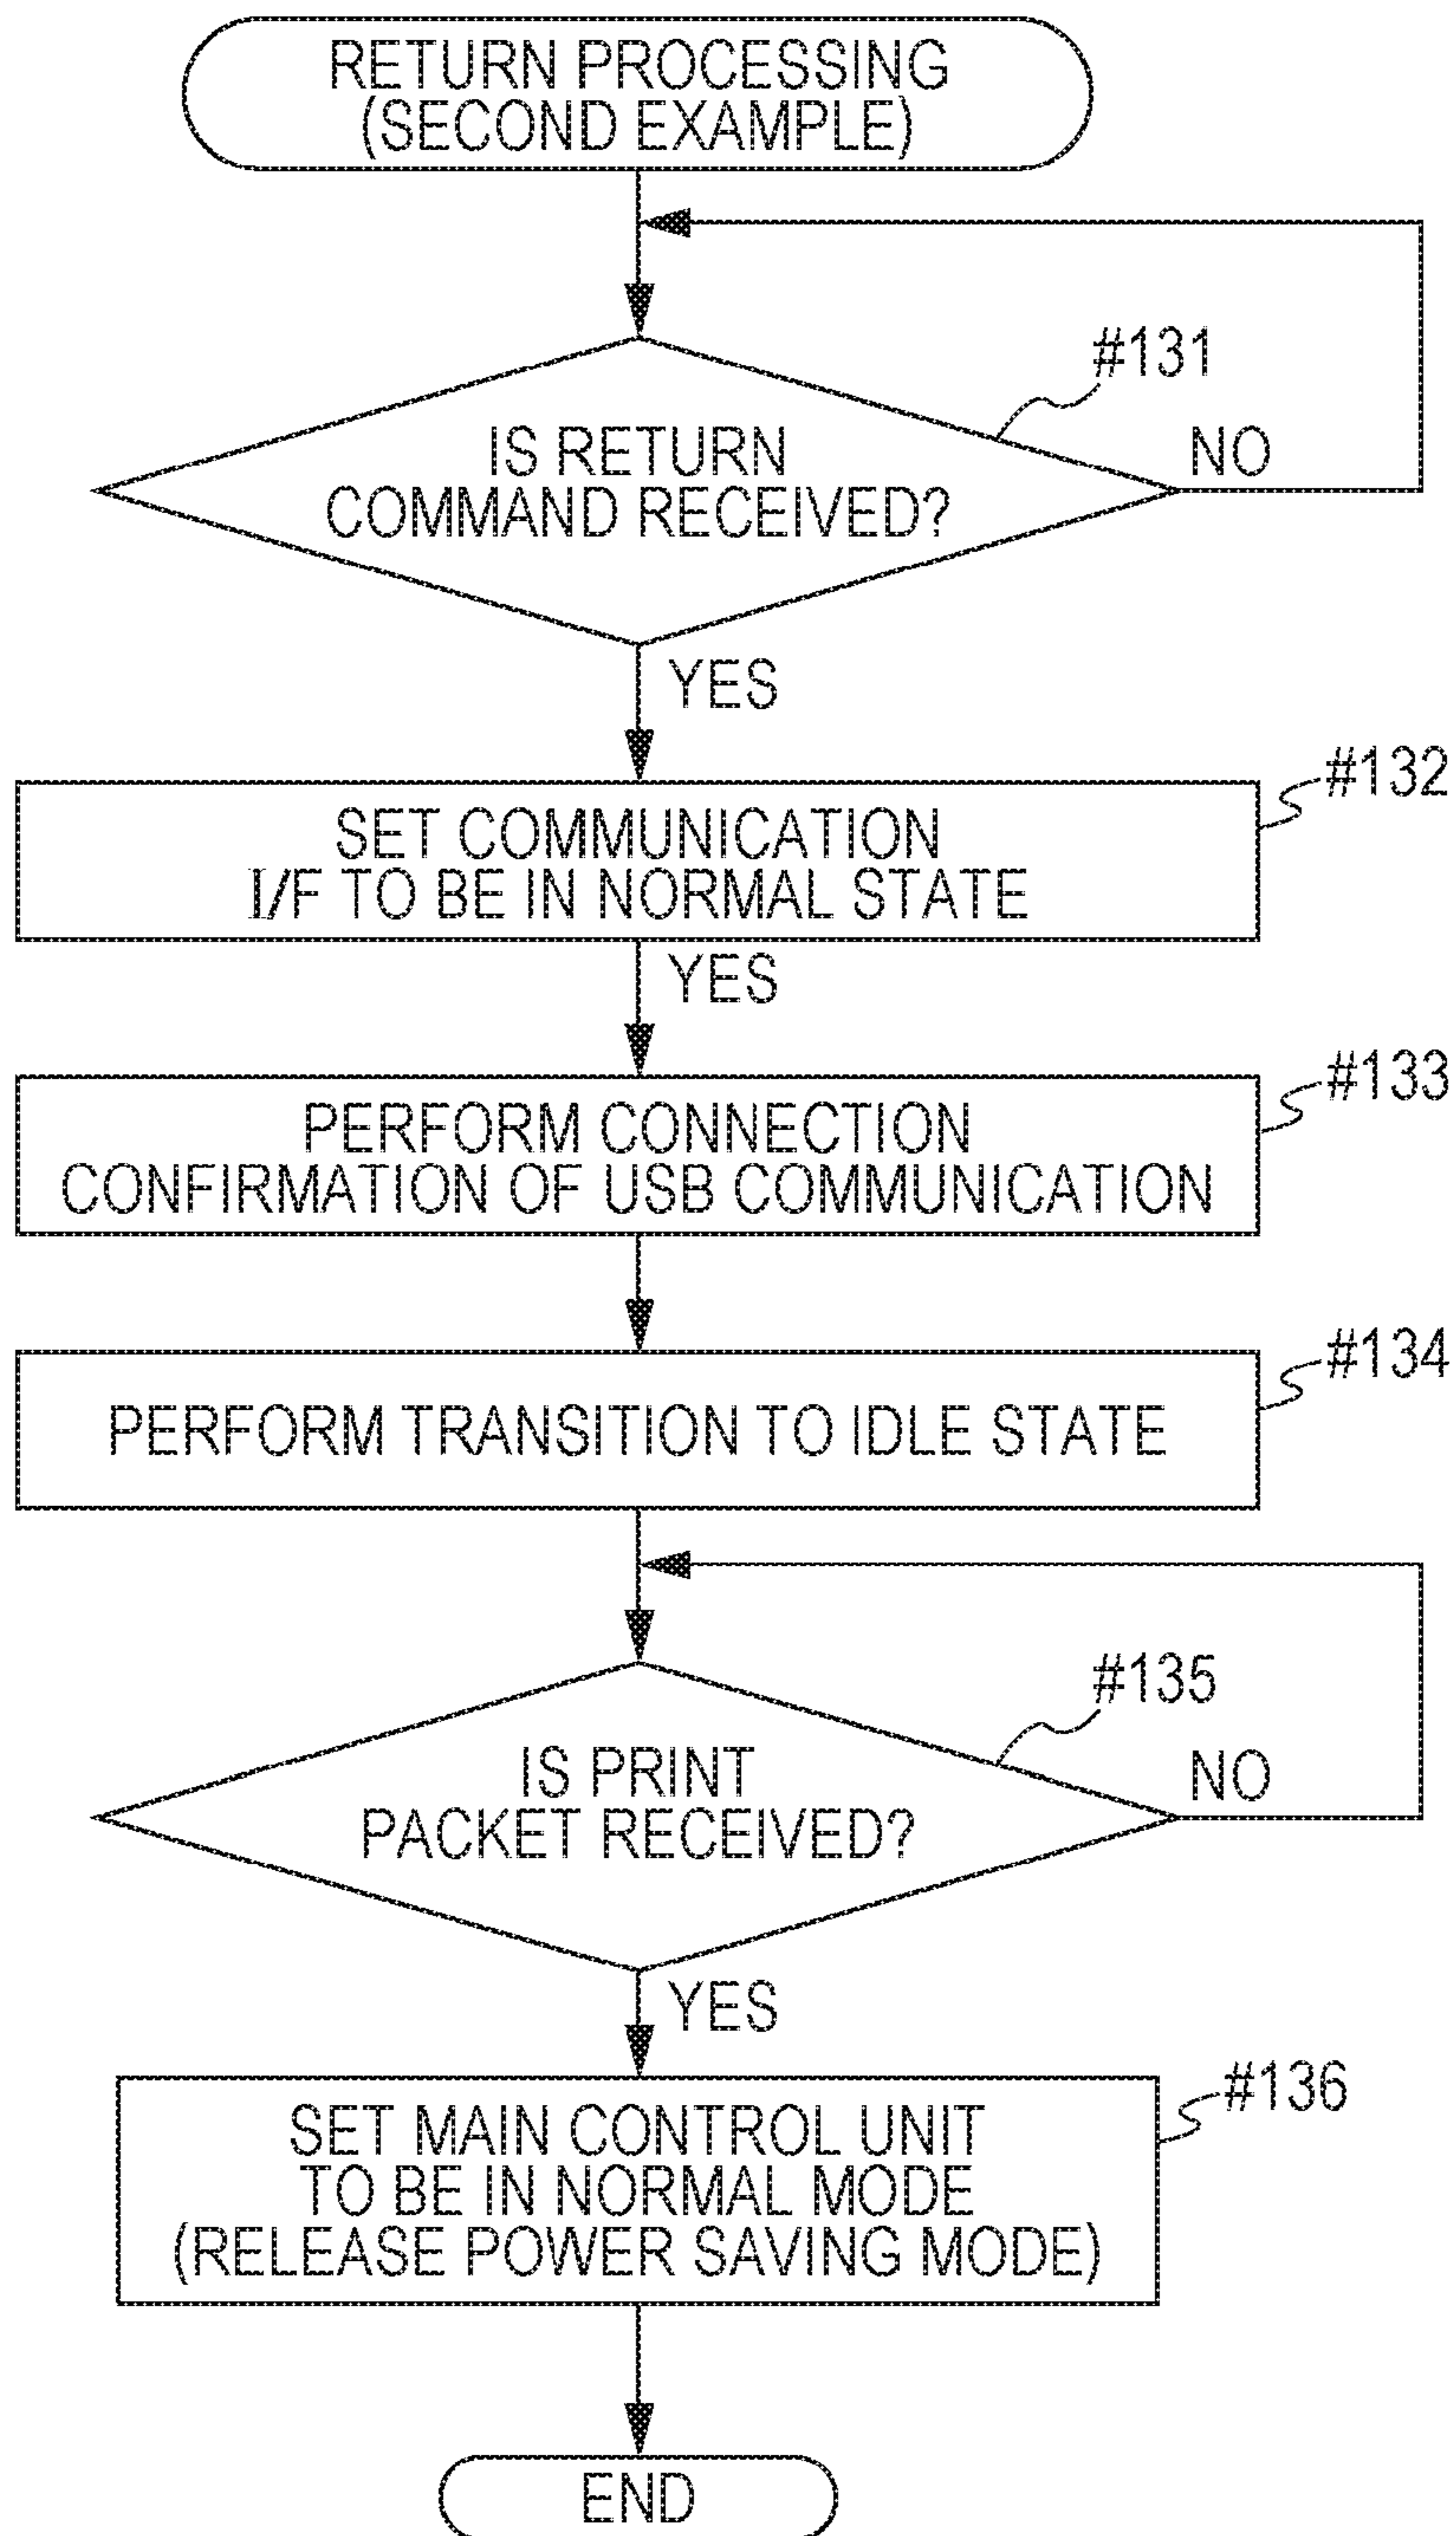 RETURN PROCESSING
(SECOND EXAMPLE)
#131
IS RETURN
COMMAND RECEIVED?
NO
YES
#132
SET COMMUNICATION
I/F TO BE IN NORMAL STATE
YES
#133
PERFORM CONNECTION
CONFIRMATION OF USB COMMUNICATION
#134
PERFORM TRANSITION TO IDLE STATE
#135
IS PRINT
PACKET RECEIVED?
NO
YES
#136
SET MAIN CONTROL UNIT
TO BE IN NORMAL MODE
(RELEASE POWER SAVING MODE)
END